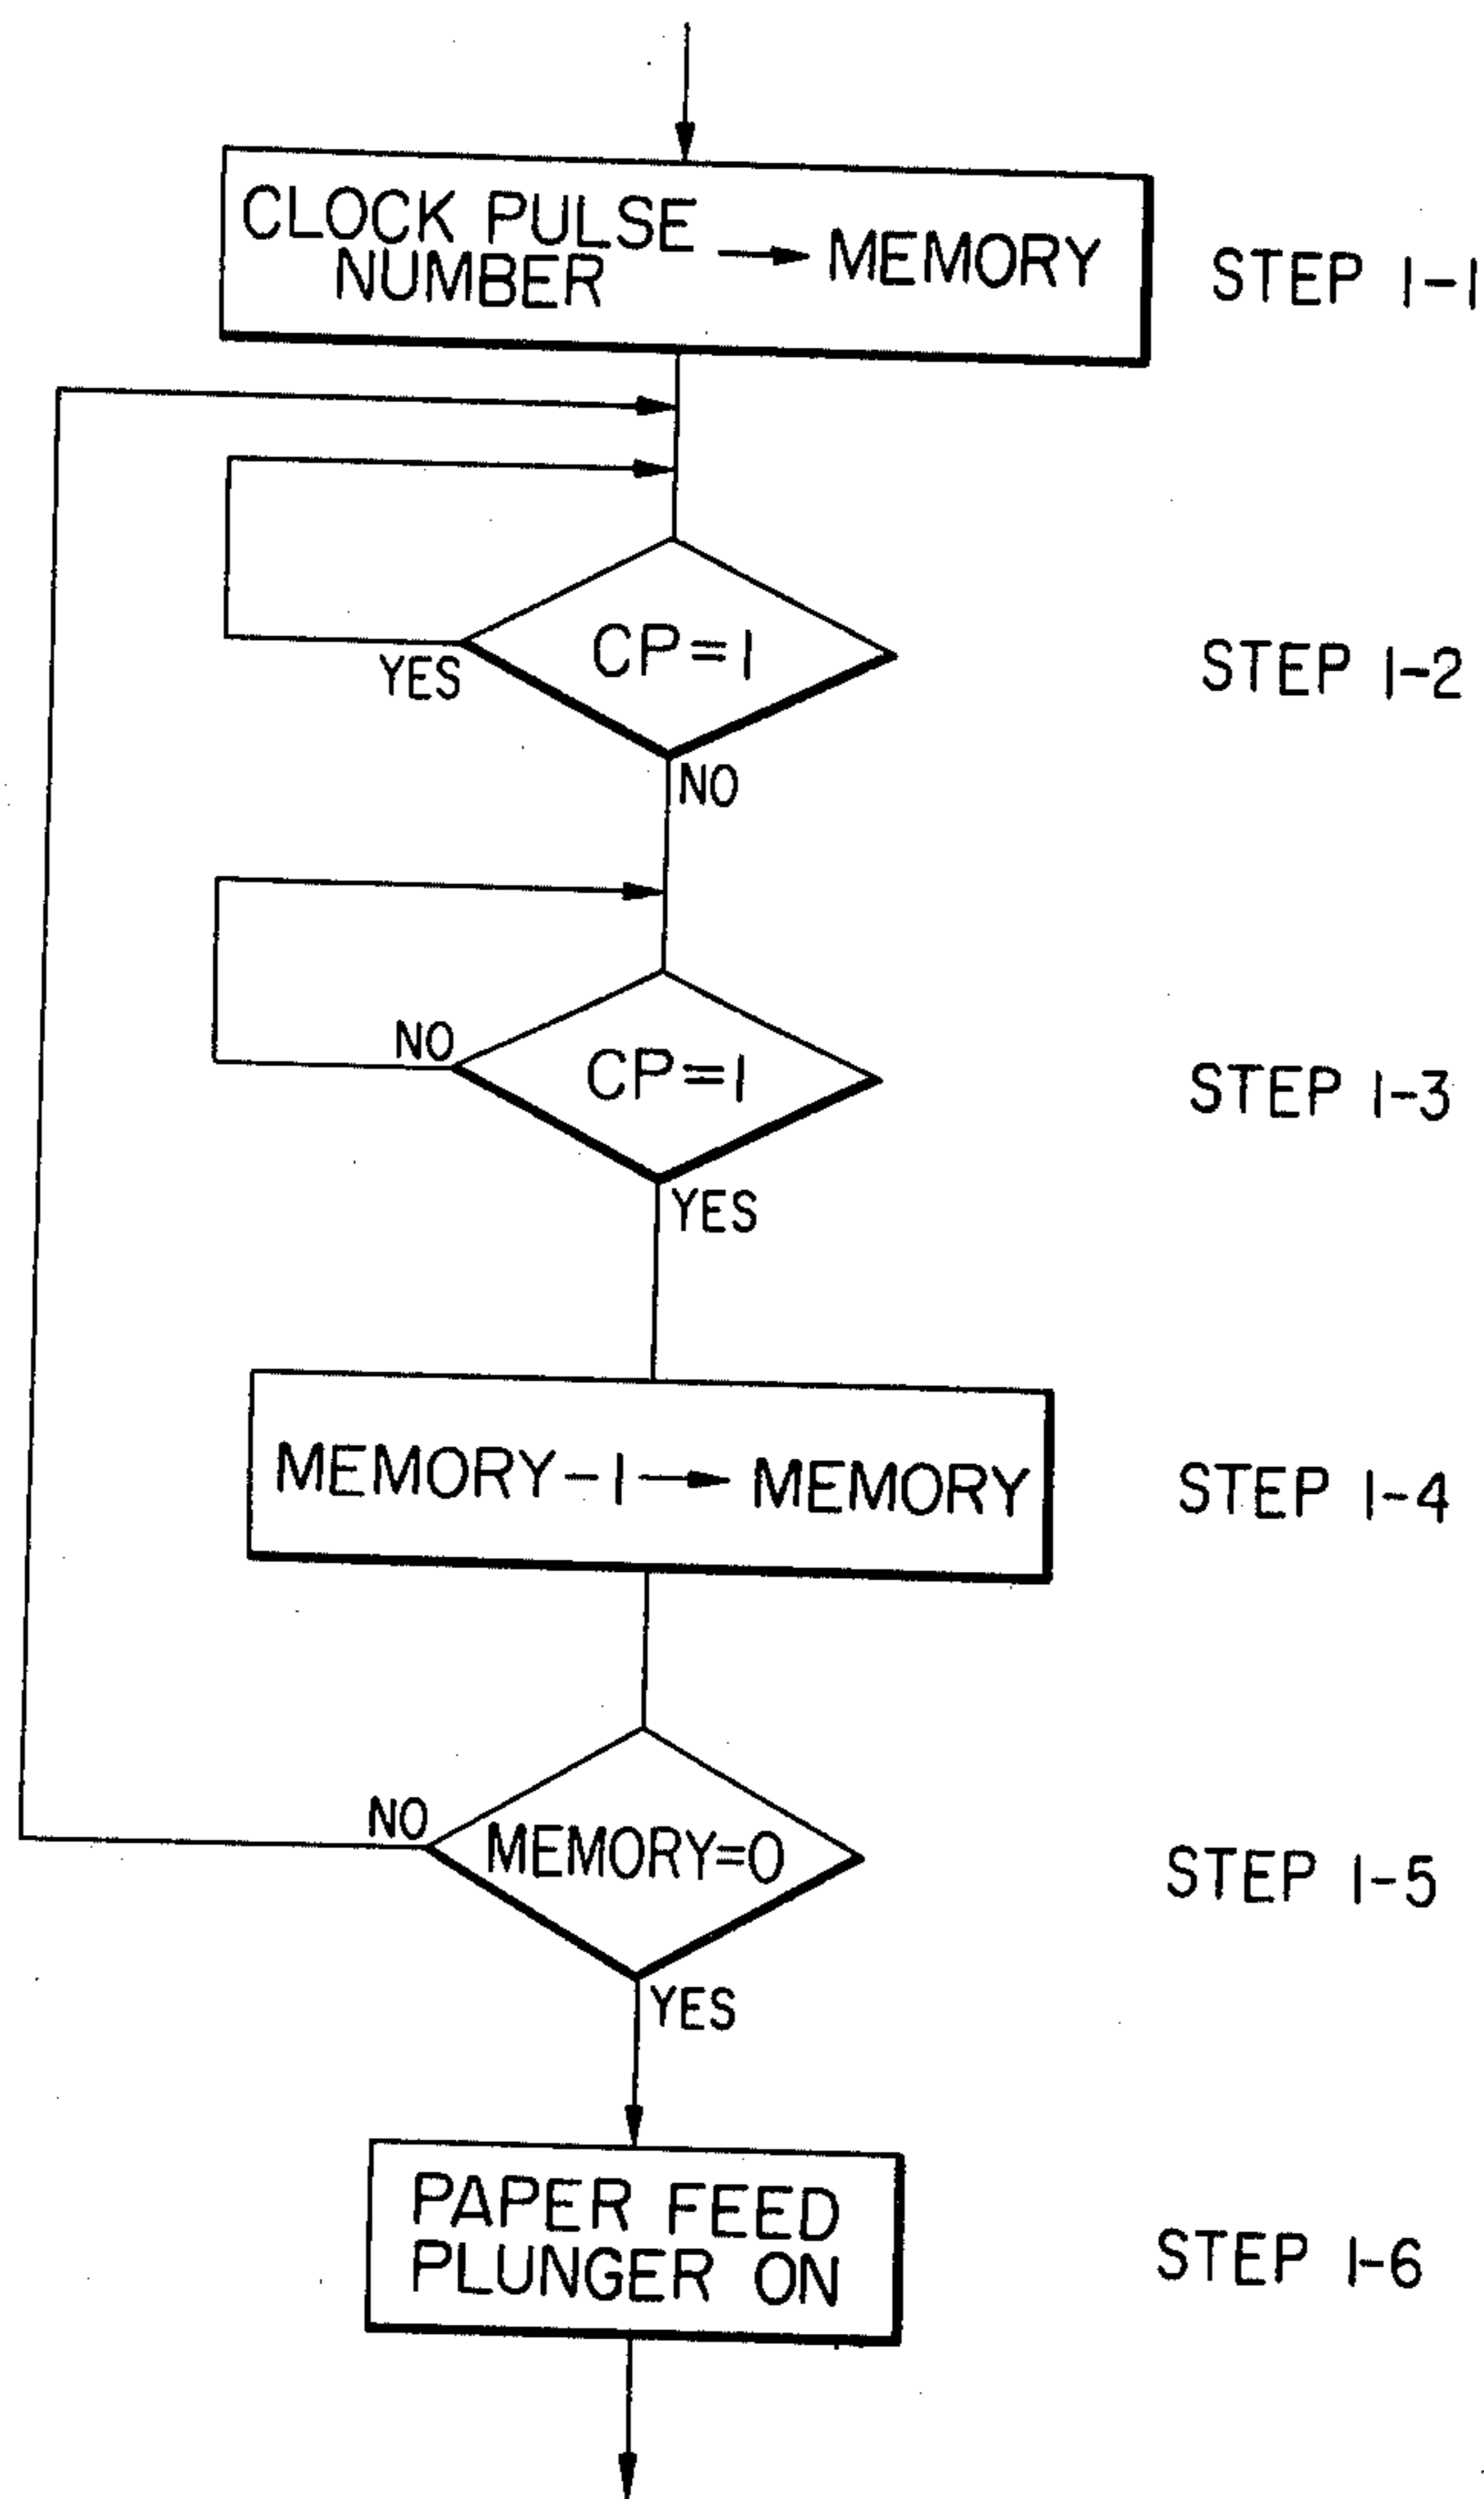 CLOCK PULSE
NUMBER → MEMORY
STEP 1-1
CP=1
YES
NO
STEP 1-2
NO
CP=1
YES
STEP 1-3
MEMORY-1 → MEMORY
STEP 1-4
NO
MEMORY=0
YES
STEP 1-5
PAPER FEED
PLUNGER ON
STEP 1-6